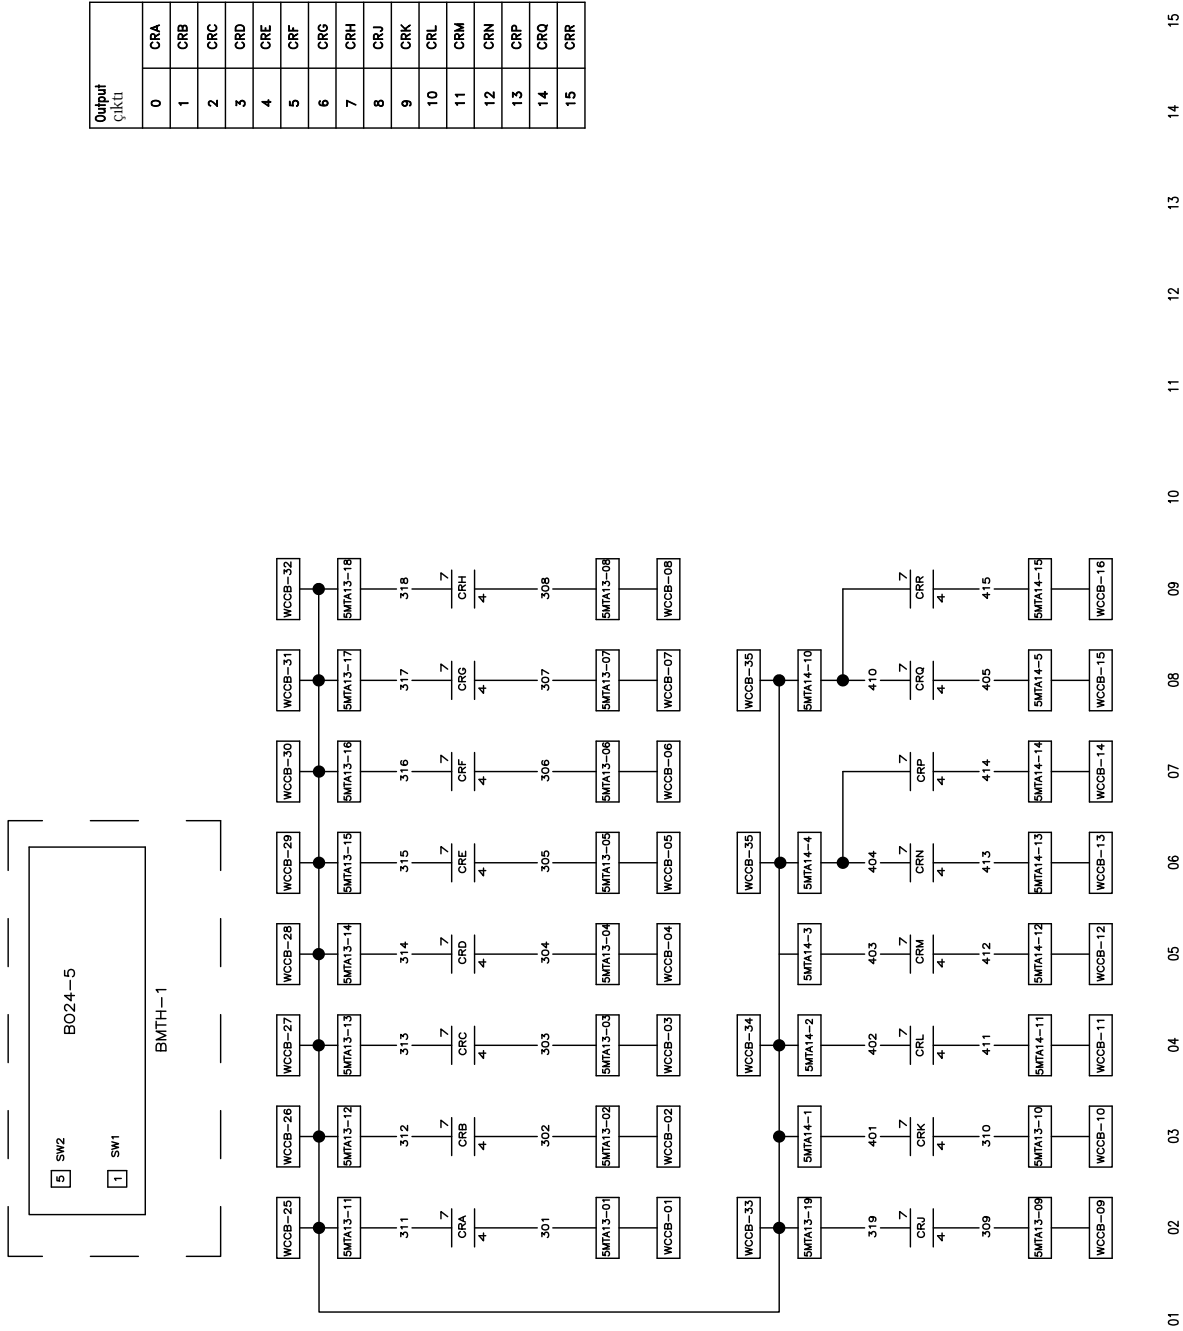 Output
çıktı
0 CRA
1 CRB
2 CRC
3 CRD
4 CRE
5 CRF
6 CRG
7 CRH
8 CRJ
9 CRK
10 CRL
11 CRM
12 CRN
13 CRP
14 CRQ
15 CRR
BO24-5
5 SW2
1 SW1
BMTH-1
WCCB-25 WCCB-26 WCCB-27 WCCB-28 WCCB-29 WCCB-30 WCCB-31 WCCB-32
5MTA13-11 5MTA13-12 5MTA13-13 5MTA13-14 5MTA13-15 5MTA13-16 5MTA13-17 5MTA13-18
311 312 313 314 315 316 317 318
7 7 7 7 7 7 7 7
CRA CRB CRC CRD CRE CRF CRG CRH
4 4 4 4 4 4 4 4
301 302 303 304 305 306 307 308
5MTA13-01 5MTA13-02 5MTA13-03 5MTA13-04 5MTA13-05 5MTA13-06 5MTA13-07 5MTA13-08
WCCB-01 WCCB-02 WCCB-03 WCCB-04 WCCB-05 WCCB-06 WCCB-07 WCCB-08
WCCB-33 WCCB-34 WCCB-35 WCCB-35
5MTA13-19 5MTA14-1 5MTA14-2 5MTA14-3 5MTA14-4 5MTA14-10
319 401 402 403 404 410
7 7 7 7 7 7 7 7
CRJ CRK CRL CRM CRN CRP CRQ CRR
4 4 4 4 4 4 4 4
309 310 411 412 413 414 405 415
5MTA13-09 5MTA13-10 5MTA14-11 5MTA14-12 5MTA14-13 5MTA14-14 5MTA14-5 5MTA14-15
WCCB-09 WCCB-10 WCCB-11 WCCB-12 WCCB-13 WCCB-14 WCCB-15 WCCB-16
01 02 03 04 05 06 07 08 09 10 11 12 13 14 15